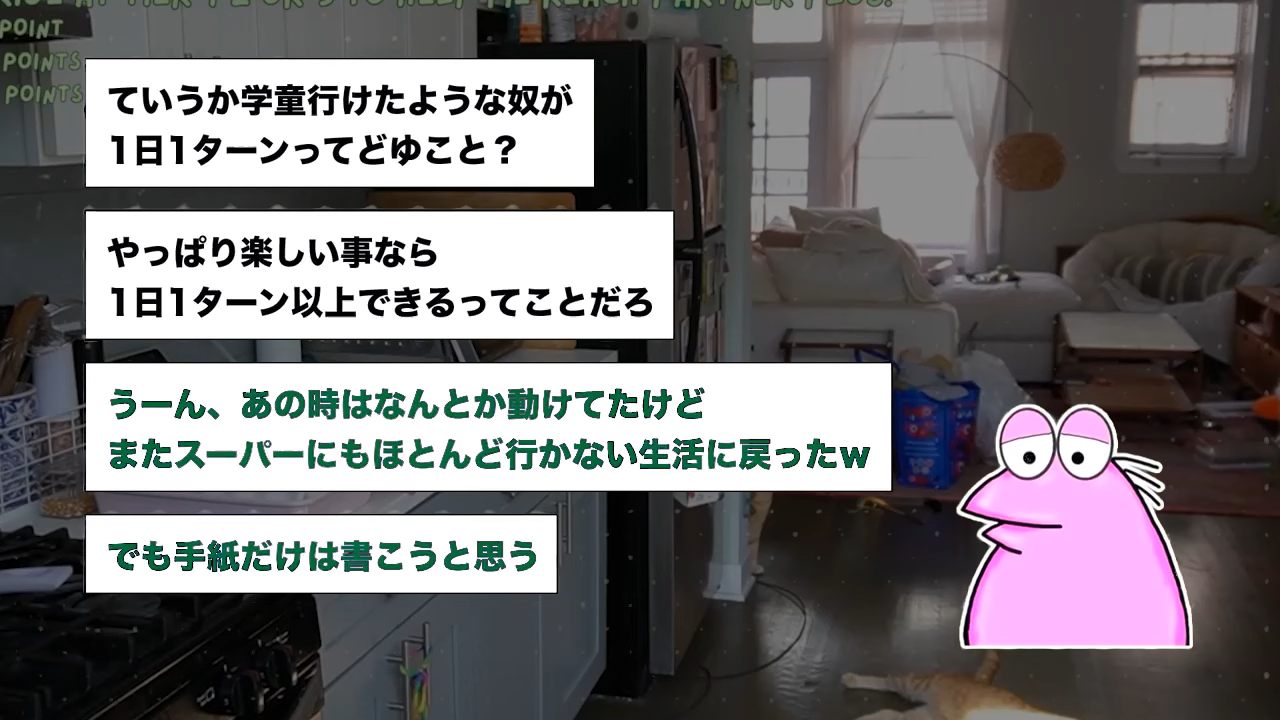 POINT
POINTS
POINTS
ていうか学童行けたような奴が
1日1ターンってどゆこと？
やっぱり楽しい事なら
1日1ターン以上できるってことだろ
うーん、あの時はなんとか動けてたけど
またスーパーにもほとんど行かない生活に戻ったw
でも手紙だけは書こうと思う